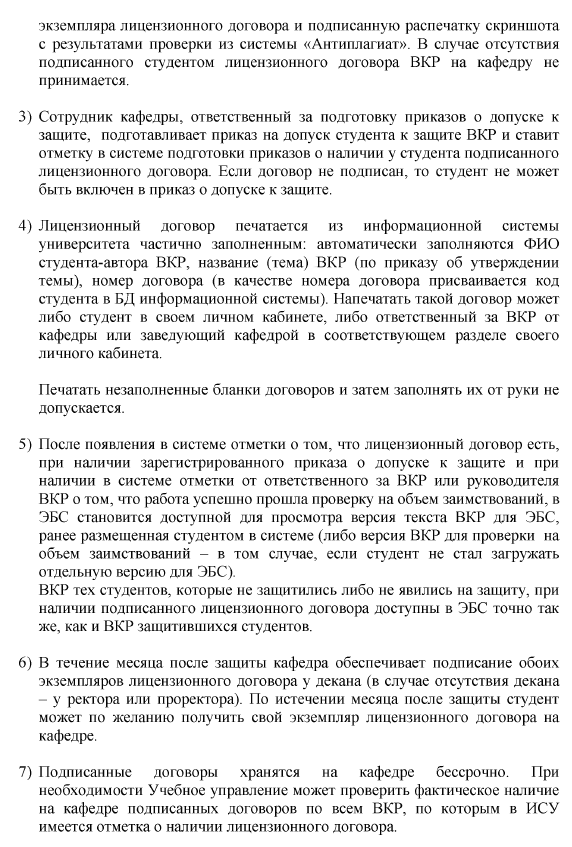 экземпляра лицензионного договора и подписанную распечатку скриншота
с результатами проверки из системы «Антиплагиат». В случае отсутствия
подписанного студентом лицензионного договора ВКР на кафедру не
принимается.
3) Сотрудник кафедры, ответственный за подготовку приказов о допуске к
защите, подготавливает приказ на допуск студента к защите ВКР и ставит
отметку в системе подготовки приказов о наличии у студента подписанного
лицензионного договора. Если договор не подписан, то студент не может
быть включен в приказ о допуске к защите.
4) Лицензионный договор печатается из информационной системы
университета частично заполненным: автоматически заполняются ФИО
студента-автора ВКР, название (тема) ВКР (по приказу об утверждении
темы), номер договора (в качестве номера договора присваивается код
студента в БД информационной системы). Напечатать такой договор может
либо студент в своем личном кабинете, либо ответственный за ВКР от
кафедры или заведующий кафедрой в соответствующем разделе своего
личного кабинета.
Печатать незаполненные бланки договоров и затем заполнять их от руки не
допускается.
5) После появления в системе отметки о том, что лицензионный договор есть,
при наличии зарегистрированного приказа о допуске к защите и при
наличии в системе отметки от ответственного за ВКР или руководителя
ВКР о том, что работа успешно прошла проверку на объем заимствований, в
ЭБС становится доступной для просмотра версия текста ВКР для ЭБС,
ранее размещенная студентом в системе (либо версия ВКР для проверки на
объем заимствований – в том случае, если студент не стал загружать
отдельную версию для ЭБС).
ВКР тех студентов, которые не защитились либо не явились на защиту, при
наличии подписанного лицензионного договора доступны в ЭБС точно так
же, как и ВКР защитившихся студентов.
6) В течение месяца после защиты кафедра обеспечивает подписание обоих
экземпляров лицензионного договора у декана (в случае отсутствия декана
– у ректора или проректора). По истечении месяца после защиты студент
может по желанию получить свой экземпляр лицензионного договора на
кафедре.
7) Подписанные договоры хранятся на кафедре бессрочно. При
необходимости Учебное управление может проверить фактическое наличие
на кафедре подписанных договоров по всем ВКР, по которым в ИСУ
имеется отметка о наличии лицензионного договора.